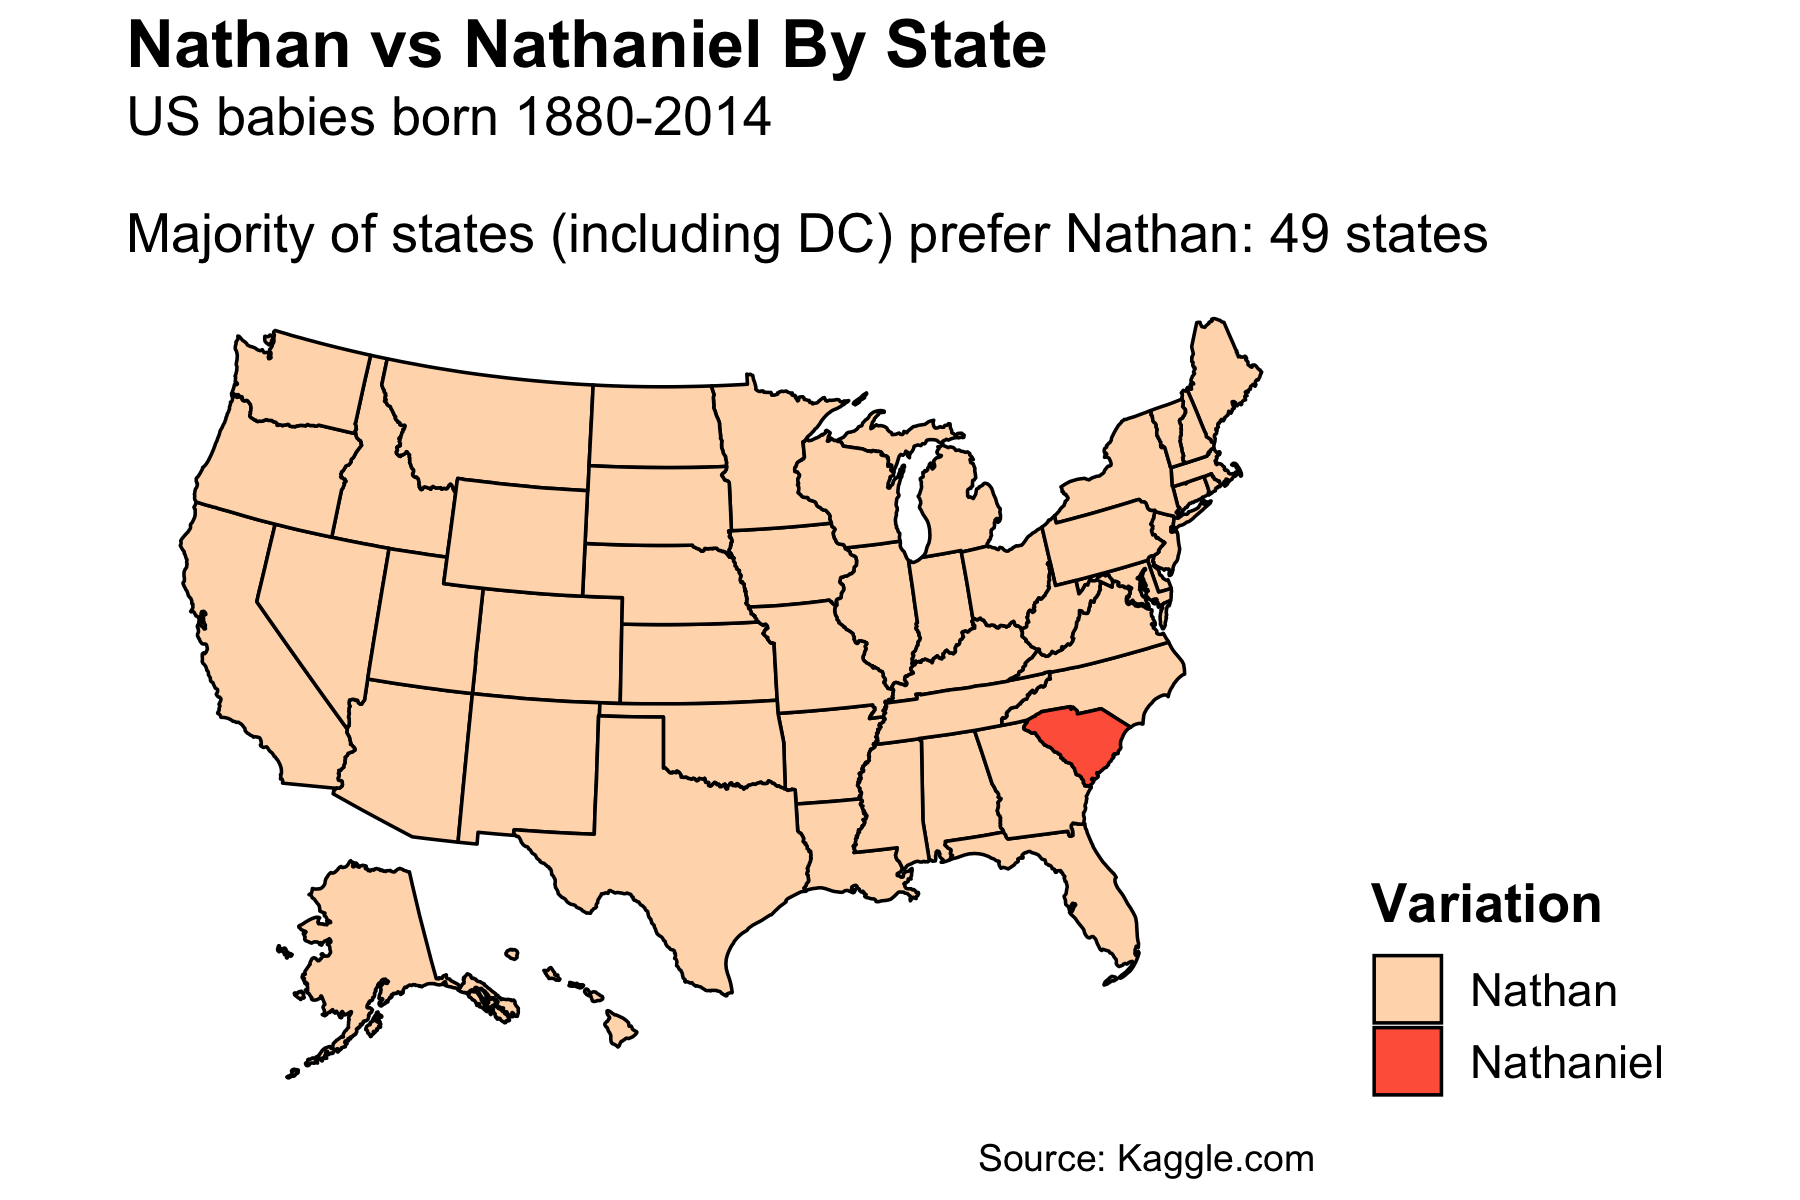 Nathan vs Nathaniel By State
US babies born 1880-2014
Majority of states (including DC) prefer Nathan: 49 states
Variation
Nathan
Nathaniel
Source: Kaggle.com